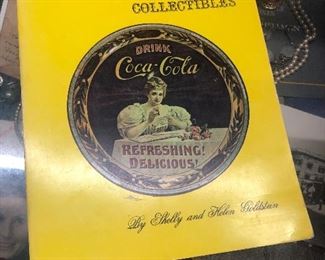 COLLECTIBLES
DRINK
Coca-Cola
REFRESHING!
DELICIOUS!
By Shelly and Helen Goldstein